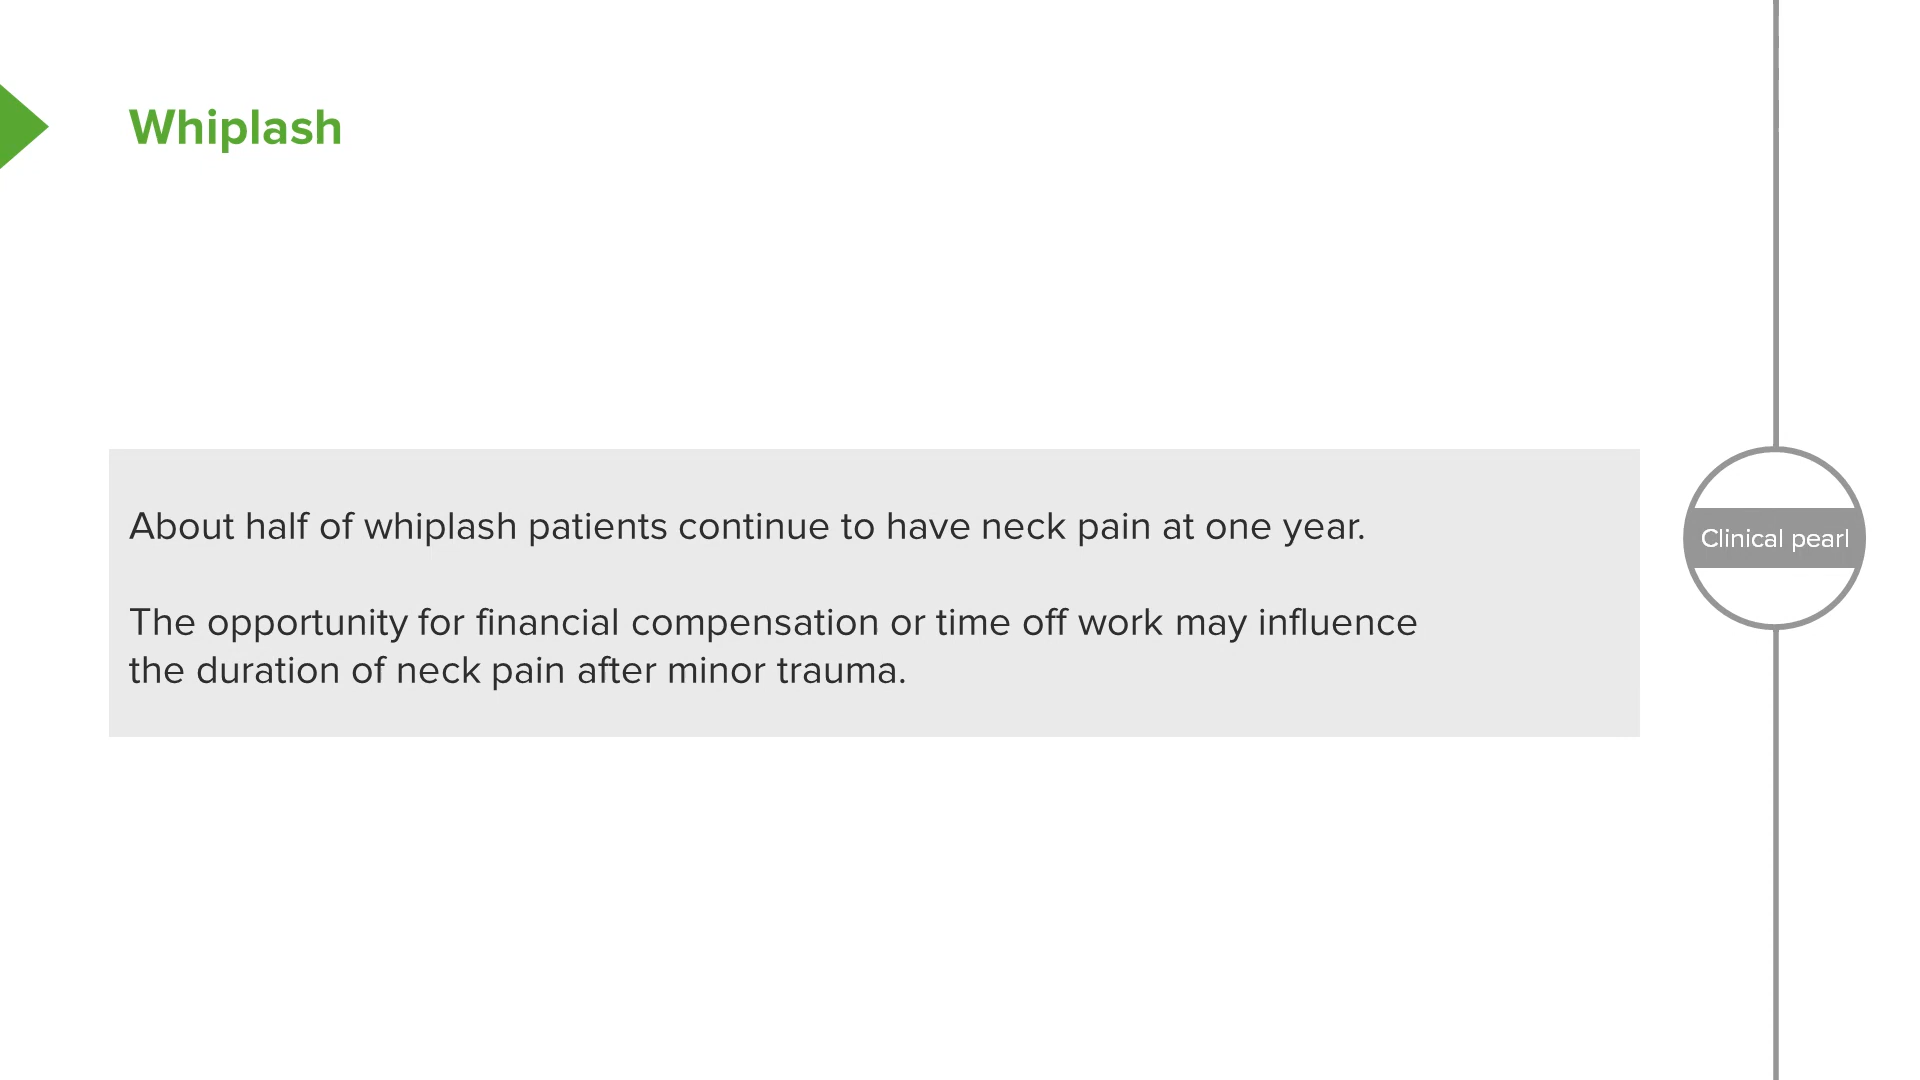 Whiplash
About half of whiplash patients continue to have neck pain at one year.
The opportunity for financial compensation or time off work may influence
the duration of neck pain after minor trauma.
Clinical pearl